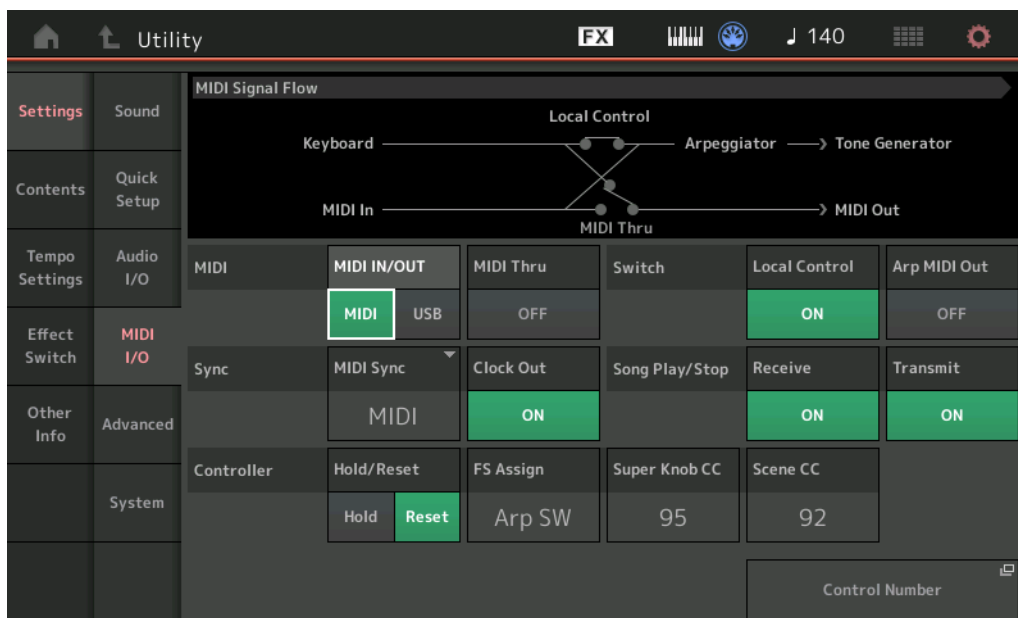 Utility
FX
♩ 140
Settings
Sound
Contents
Quick
Setup
Tempo
Settings
Audio
I/O
Effect
Switch
MIDI
I/O
Other
Info
Advanced
System
MIDI Signal Flow
Local Control
Keyboard
Arpeggiator
Tone Generator
MIDI In
MIDI Out
MIDI Thru
MIDI
MIDI IN/OUT
MIDI
USB
MIDI Thru
OFF
Switch
Local Control
ON
Arp MIDI Out
OFF
Sync
MIDI Sync
MIDI
Clock Out
ON
Song Play/Stop
Receive
ON
Transmit
ON
Controller
Hold/Reset
Hold
Reset
FS Assign
Arp SW
Super Knob CC
95
Scene CC
92
Control Number